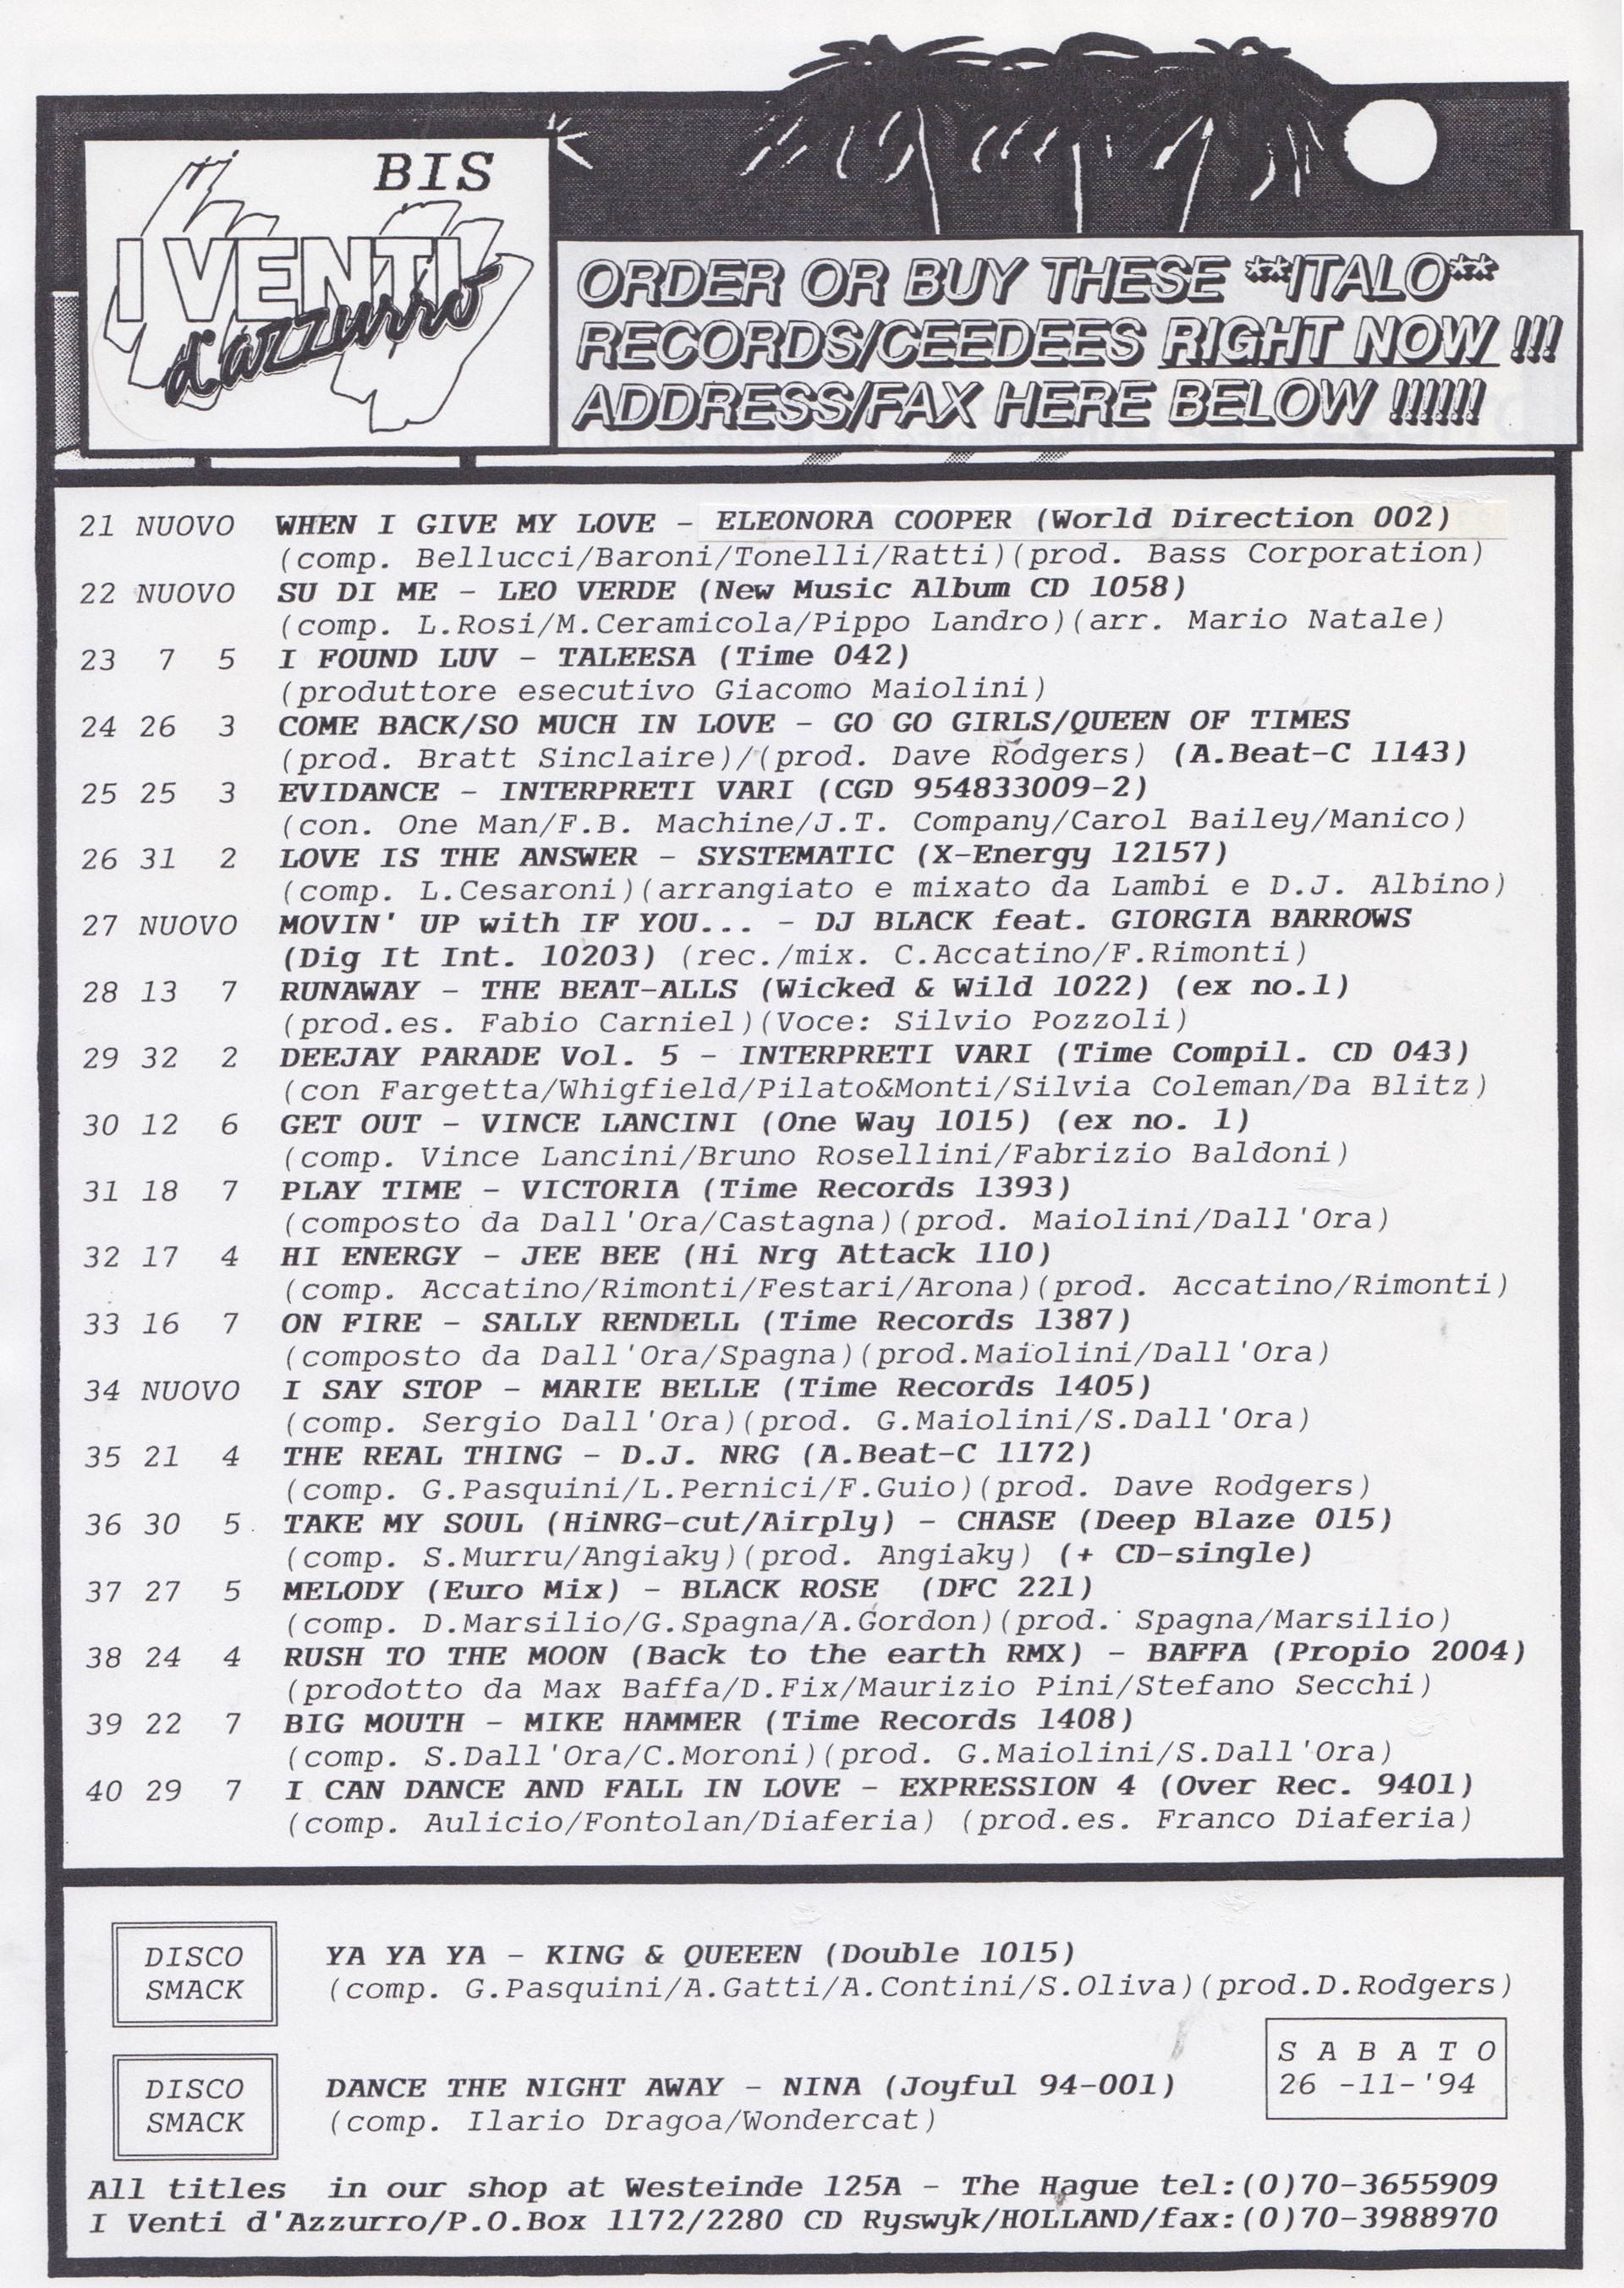 BIS
I VENTI
d'azzurro
ORDER OR BUY THESE **ITALO**
RECORDS/CEEDEES RIGHT NOW !!!
ADDRESS/FAX HERE BELOW !!!!!!!
21 NUOVO WHEN I GIVE MY LOVE - ELEONORA COOPER (World Direction 002)
(comp. Bellucci/Baroni/Tonelli/Ratti)(prod. Bass Corporation)
22 NUOVO SU DI ME - LEO VERDE (New Music Album CD 1058)
(comp. L.Rosi/M.Ceramicola/Pippo Landro)(arr. Mario Natale)
23 7 5 I FOUND LUV - TALEESA (Time 042)
(produttore esecutivo Giacomo Maiolini)
24 26 3 COME BACK/SO MUCH IN LOVE - GO GO GIRLS/QUEEN OF TIMES
(prod. Bratt Sinclaire)/(prod. Dave Rodgers) (A.Beat-C 1143)
25 25 3 EVIDANCE - INTERPRETI VARI (CGD 954833009-2)
(con. One Man/F.B. Machine/J.T. Company/Carol Bailey/Manico)
26 31 2 LOVE IS THE ANSWER - SYSTEMATIC (X-Energy 12157)
(comp. L.Cesaroni)(arrangiato e mixato da Lambi e D.J. Albino)
27 NUOVO MOVIN' UP with IF YOU... - DJ BLACK feat. GIORGIA BARROWS
(Dig It Int. 10203) (rec./mix. C.Accatino/F.Rimonti)
28 13 7 RUNAWAY - THE BEAT-ALLS (Wicked & Wild 1022) (ex no.1)
(prod.es. Fabio Carniel)(Voce: Silvio Pozzoli)
29 32 2 DEEJAY PARADE Vol. 5 - INTERPRETI VARI (Time Compil. CD 043)
(con Fargetta/Whigfield/Pilato&Monti/Silvia Coleman/Da Blitz)
30 12 6 GET OUT - VINCE LANCINI (One Way 1015) (ex no. 1)
(comp. Vince Lancini/Bruno Rosellini/Fabrizio Baldoni)
31 18 7 PLAY TIME - VICTORIA (Time Records 1393)
(composto da Dall'Ora/Castagna)(prod. Maiolini/Dall'Ora)
32 17 4 HI ENERGY - JEE BEE (Hi Nrg Attack 110)
(comp. Accatino/Rimonti/Festari/Arona)(prod. Accatino/Rimonti)
33 16 7 ON FIRE - SALLY RENDELL (Time Records 1387)
(composto da Dall'Ora/Spagna)(prod.Maiolini/Dall'Ora)
34 NUOVO I SAY STOP - MARIE BELLE (Time Records 1405)
(comp. Sergio Dall'Ora)(prod. G.Maiolini/S.Dall'Ora)
35 21 4 THE REAL THING - D.J. NRG (A.Beat-C 1172)
(comp. G.Pasquini/L.Pernici/F.Guio)(prod. Dave Rodgers)
36 30 5 TAKE MY SOUL (HiNRG-cut/Airply) - CHASE (Deep Blaze 015)
(comp. S.Murru/Angiaky)(prod. Angiaky) (+ CD-single)
37 27 5 MELODY (Euro Mix) - BLACK ROSE (DFC 221)
(comp. D.Marsilio/G.Spagna/A.Gordon)(prod. Spagna/Marsilio)
38 24 4 RUSH TO THE MOON (Back to the earth RMX) - BAFFA (Propio 2004)
(prodotto da Max Baffa/D.Fix/Maurizio Pini/Stefano Secchi)
39 22 7 BIG MOUTH - MIKE HAMMER (Time Records 1408)
(comp. S.Dall'Ora/C.Moroni)(prod. G.Maiolini/S.Dall'Ora)
40 29 7 I CAN DANCE AND FALL IN LOVE - EXPRESSION 4 (Over Rec. 9401)
(comp. Aulicio/Fontolan/Diaferia) (prod.es. Franco Diaferia)
DISCO
SMACK
YA YA YA - KING & QUEEEN (Double 1015)
(comp. G.Pasquini/A.Gatti/A.Contini/S.Oliva)(prod.D.Rodgers)
DISCO
SMACK
DANCE THE NIGHT AWAY - NINA (Joyful 94-001)
(comp. Ilario Dragoa/Wondercat)
S A B A T O
26 -11-'94
All titles in our shop at Westeinde 125A - The Hague tel:(0)70-3655909
I Venti d'Azzurro/P.O.Box 1172/2280 CD Ryswyk/HOLLAND/fax:(0)70-3988970